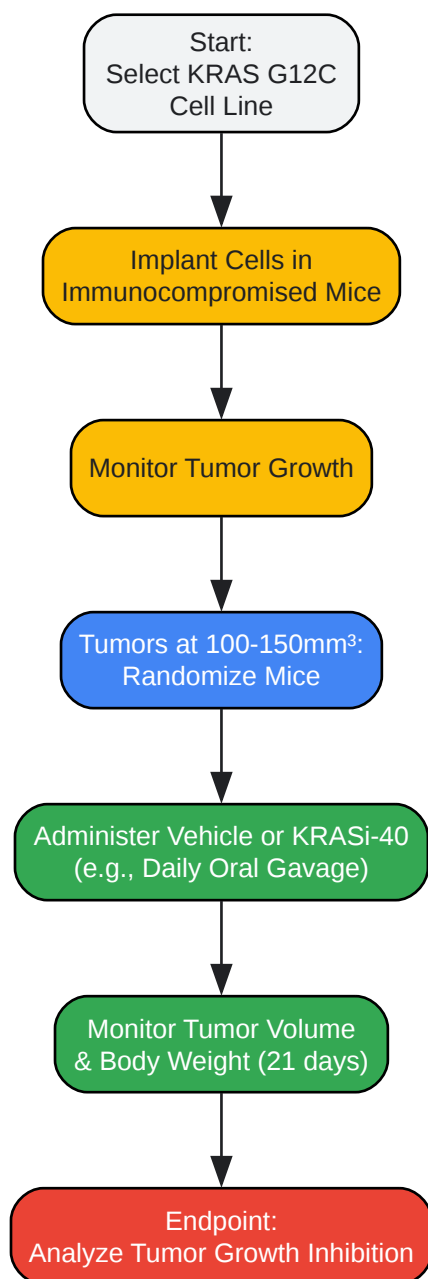 Start:
Select KRAS G12C
Cell Line
Implant Cells in
Immunocompromised Mice
Monitor Tumor Growth
Tumors at 100-150mm³:
Randomize Mice
Administer Vehicle or KRASi-40
(e.g., Daily Oral Gavage)
Monitor Tumor Volume
& Body Weight (21 days)
Endpoint:
Analyze Tumor Growth Inhibition